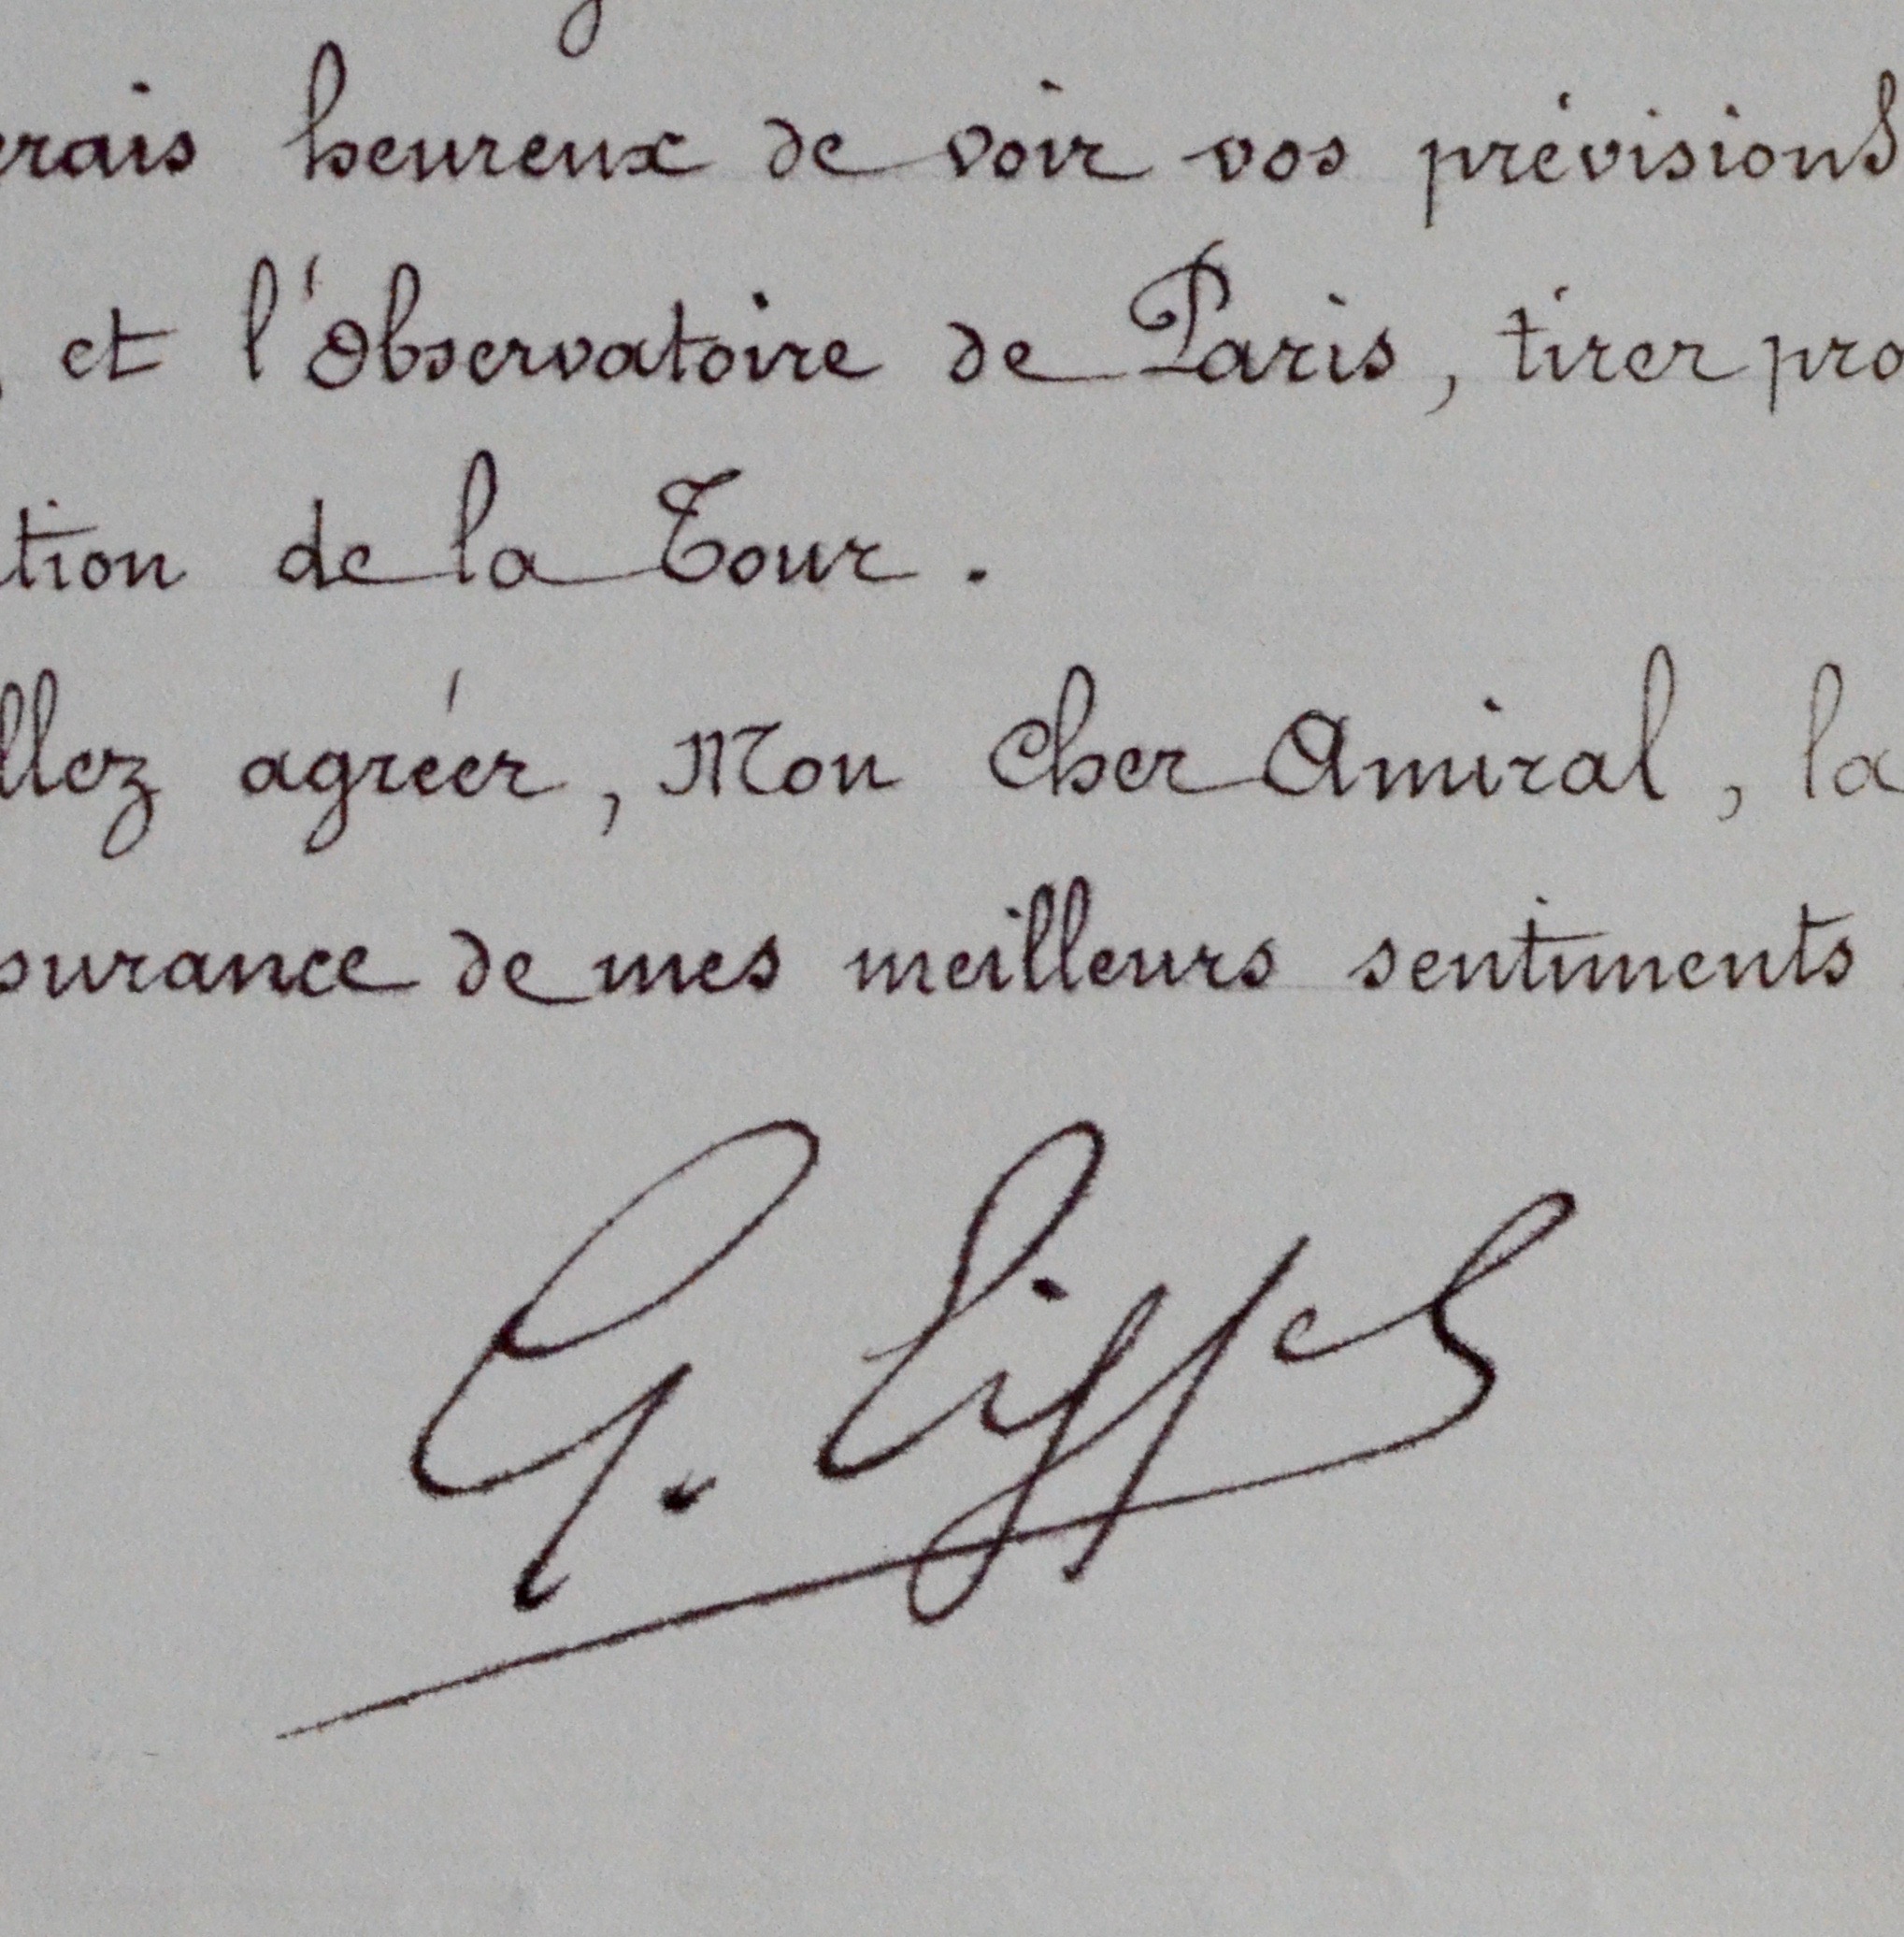 erais heureux de voir vos prévisions
, et l'Observatoire de Paris, tirer pro
tion de la Tour.
llez agréer, Mon Cher Amiral, la
surance de mes meilleurs sentiments
G. Eiffel